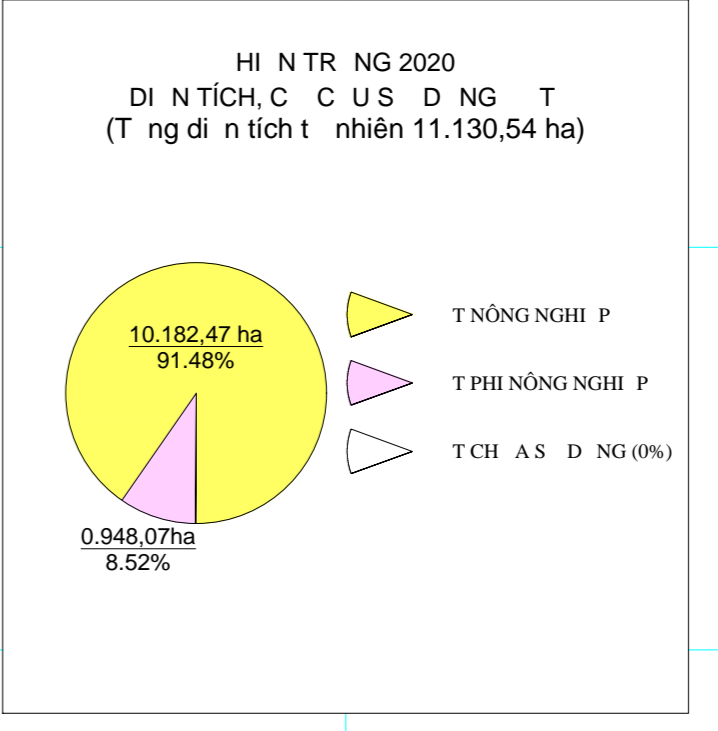 HI N TR NG 2020
DI N TÍCH, C C U S D NG T
(T ng di n tích t nhiên 11.130,54 ha)
10.182,47 ha
91.48%
0.948,07ha
8.52%
T NÔNG NGHI P
T PHI NÔNG NGHI P
T CH A S D NG (0%)